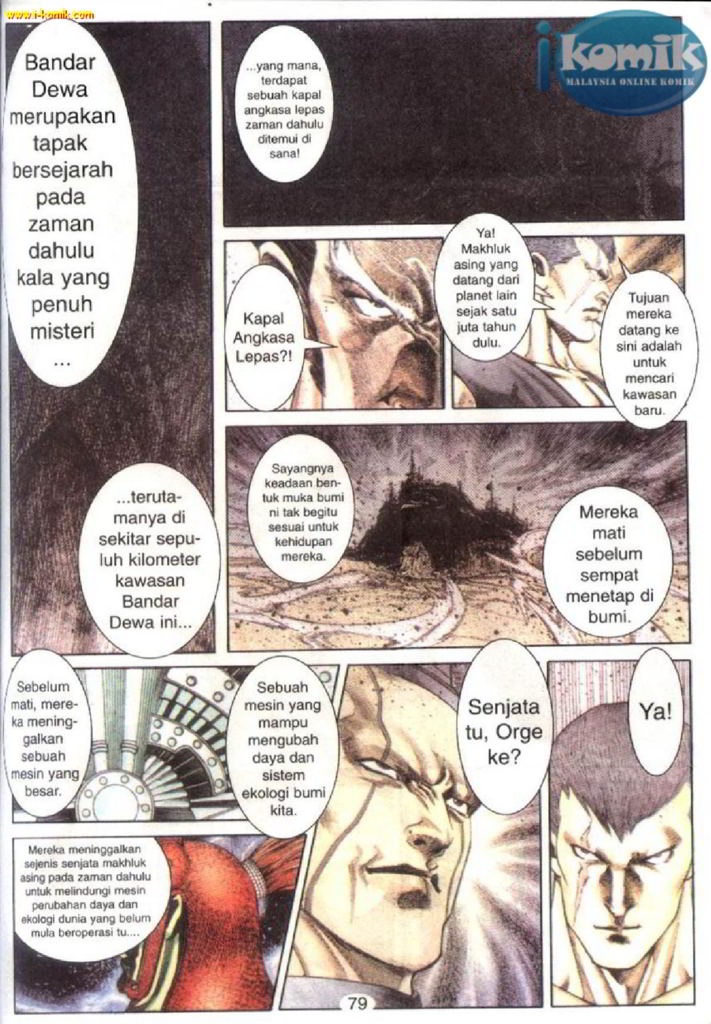 www.i-komik.com
ikomik
MALAYSIA ONLINE KOMIK
Bandar
Dewa
merupakan
tapak
bersejarah
pada
zaman
dahulu
kala yang
penuh
misteri
...
...teruta-
manya di
sekitar sepu-
luh kilometer
kawasan
Bandar
Dewa ini...
...yang mana,
terdapat
sebuah kapal
angkasa lepas
zaman dahulu
ditemui di
sana!
Kapal
Angkasa
Lepas?!
Ya!
Makhluk
asing yang
datang dari
planet lain
sejak satu
juta tahun
dulu.
Tujuan
mereka
datang ke
sini adalah
untuk
mencari
kawasan
baru.
Sayangnya
keadaan ben-
tuk muka bumi
ni tak begitu
sesuai untuk
kehidupan
mereka.
Mereka
mati
sebelum
sempat
menetap di
bumi.
Sebelum
mati, mere-
ka mening-
galkan
sebuah
mesin yang
besar.
Sebuah
mesin yang
mampu
mengubah
daya dan
sistem
ekologi bumi
kita.
Mereka meninggalkan
sejenis senjata makhluk
asing pada zaman dahulu
untuk melindungi mesin
perubahan daya dan
ekologi dunia yang belum
mula beroperasi tu....
Senjata
tu, Orge
ke?
Ya!
79